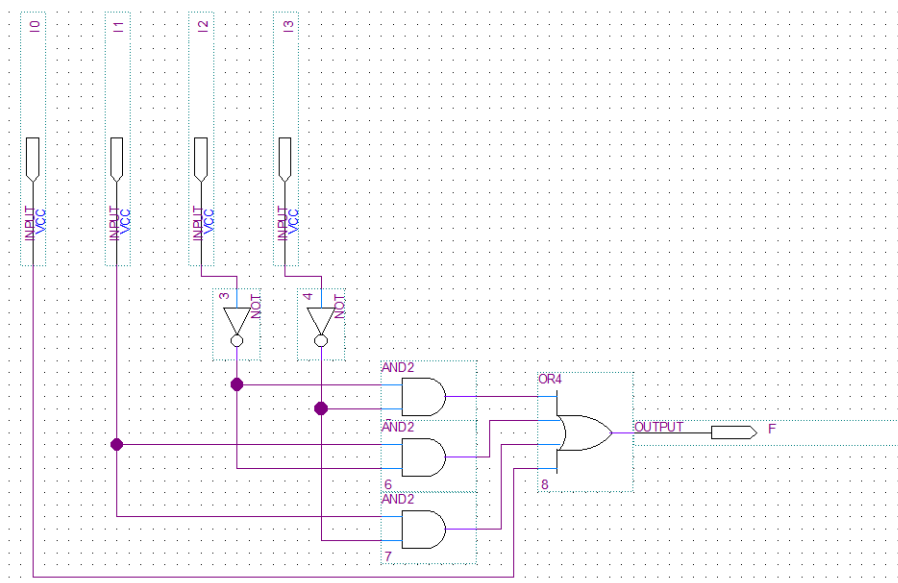 I0
I1
I2
I3
INPUT
VCC
INPUT
VCC
INPUT
VCC
INPUT
VCC
3
NOT
4
NOT
AND2
AND2
6
AND2
7
OR4
8
OUTPUT
F